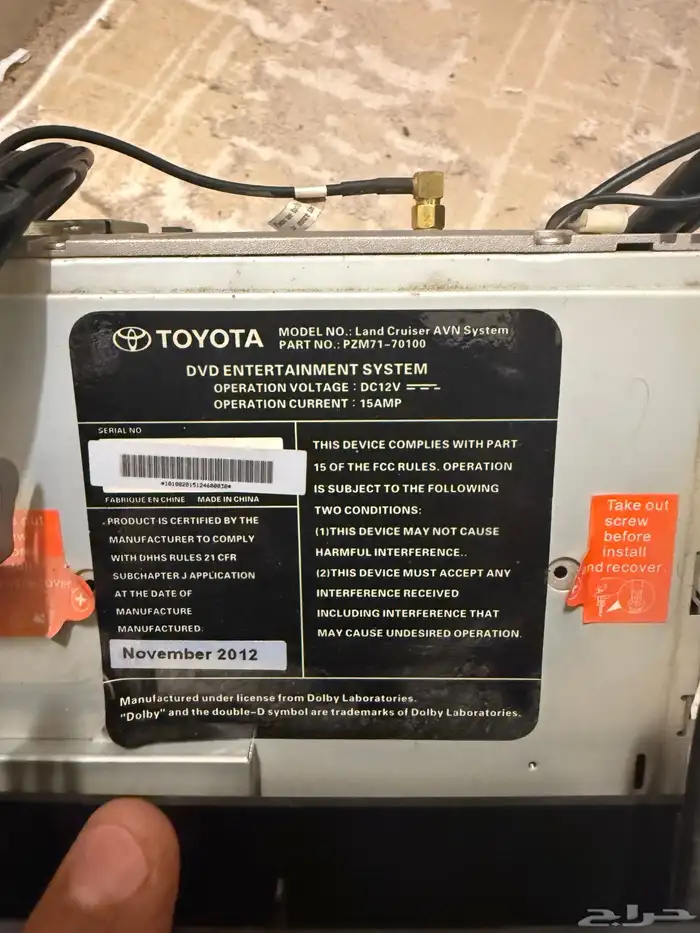 TOYOTA
MODEL NO.: Land Cruiser AVN System
PART NO.: PZM71-70100
DVD ENTERTAINMENT SYSTEM
OPERATION VOLTAGE : DC12V
OPERATION CURRENT : 15AMP
SERIAL NO
*101002015124600030*
FABRIQUE EN CHINE MADE IN CHINA
PRODUCT IS CERTIFIED BY THE
MANUFACTURER TO COMPLY
WITH DHHS RULES 21 CFR
SUBCHAPTER J APPLICATION
AT THE DATE OF
MANUFACTURE
MANUFACTURED:
November 2012
THIS DEVICE COMPLIES WITH PART
15 OF THE FCC RULES. OPERATION
IS SUBJECT TO THE FOLLOWING
TWO CONDITIONS:
(1)THIS DEVICE MAY NOT CAUSE
HARMFUL INTERFERENCE..
(2)THIS DEVICE MUST ACCEPT ANY
INTERFERENCE RECEIVED
INCLUDING INTERFERENCE THAT
MAY CAUSE UNDESIRED OPERATION.
Manufactured under license from Dolby Laboratories.
"Dolby" and the double-D symbol are trademarks of Dolby Laboratories.
out
over
Take out
screw
before
install
nd recover
حراج